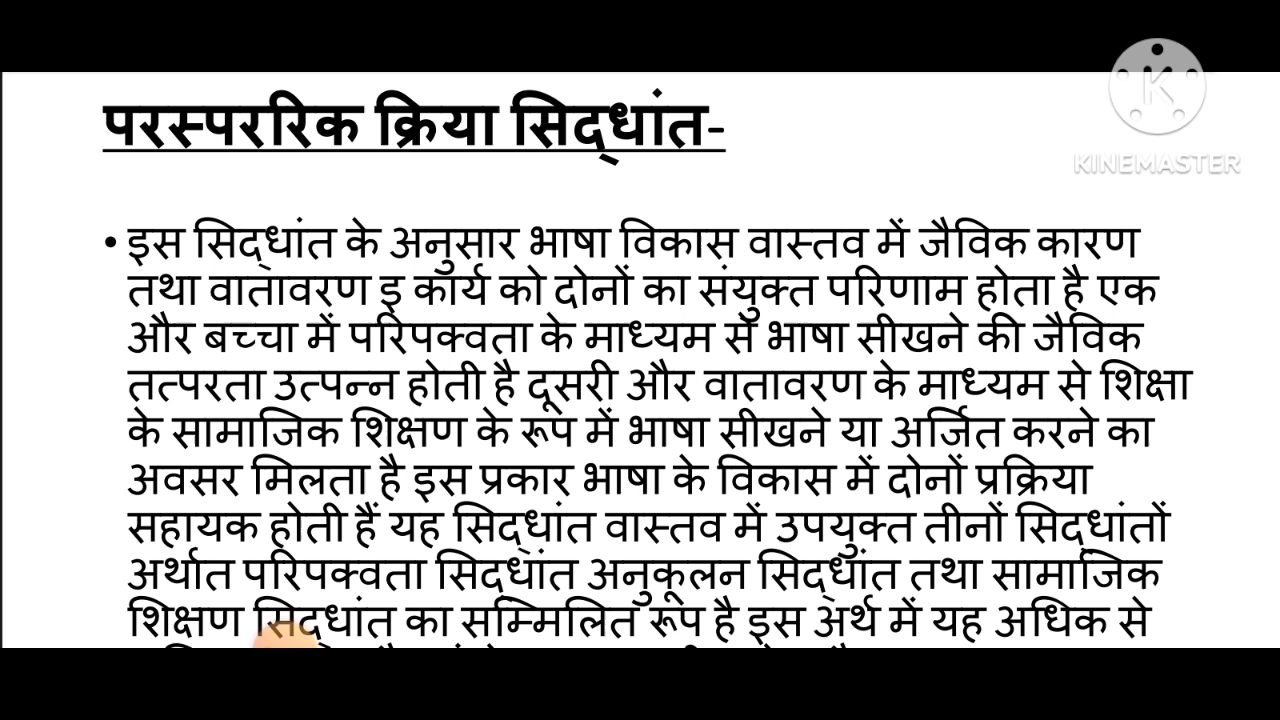 परस्पररिक क्रिया सिद्धांत-
KINEMASTER
• इस सिद्धांत के अनुसार भाषा विकास वास्तव में जैविक कारण
तथा वातावरण इ कार्य को दोनों का संयुक्त परिणाम होता है एक
और बच्चा में परिपक्वता के माध्यम से भाषा सीखने की जैविक
तत्परता उत्पन्न होती है दूसरी और वातावरण के माध्यम से शिक्षा
के सामाजिक शिक्षण के रूप में भाषा सीखने या अर्जित करने का
अवसर मिलता है इस प्रकार भाषा के विकास में दोनों प्रक्रिया
सहायक होती हैं यह सिद्धांत वास्तव में उपयुक्त तीनों सिद्धांतों
अर्थात परिपक्वता सिद्धांत अनुकूलन सिद्धांत तथा सामाजिक
शिक्षण सिद्धांत का सम्मिलित रूप है इस अर्थ में यह अधिक से